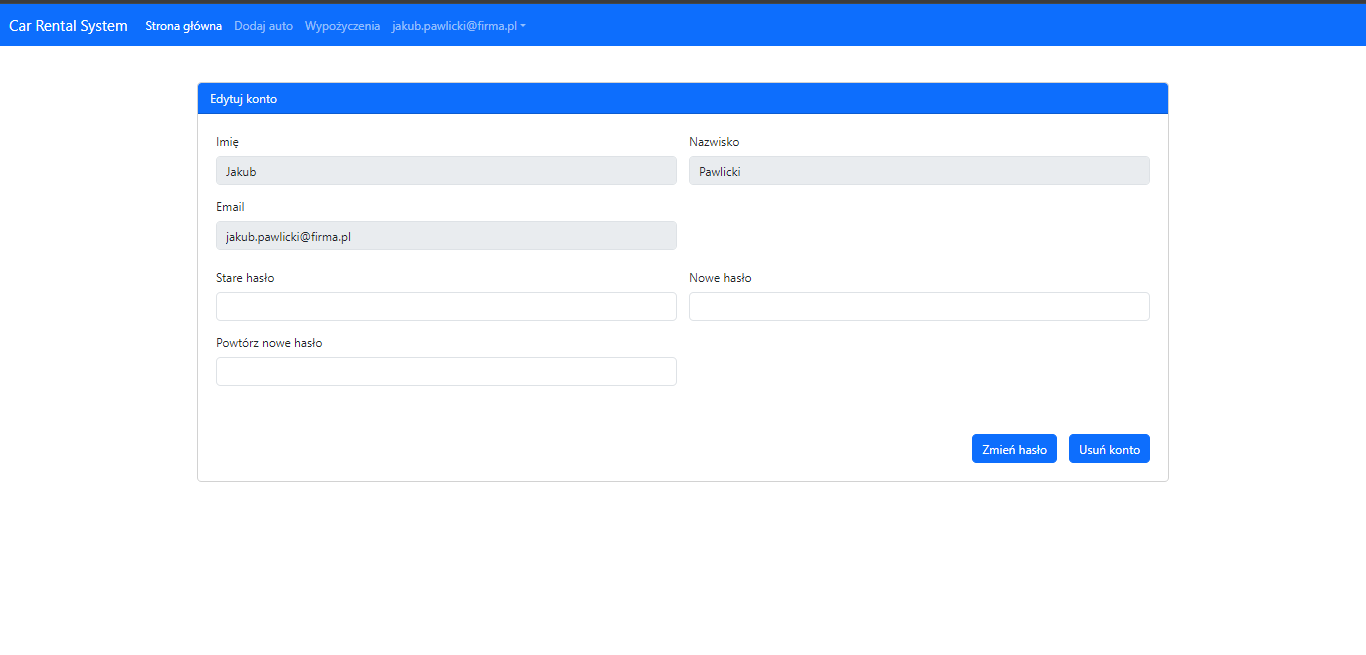 Car Rental System Strona główna Dodaj auto Wypożyczenia jakub.pawlicki@firma.pl
Edytuj konto
Imię Nazwisko
Jakub Pawlicki
Email
jakub.pawlicki@firma.pl
Stare hasło Nowe hasło
Powtórz nowe hasło
Zmień hasło Usuń konto